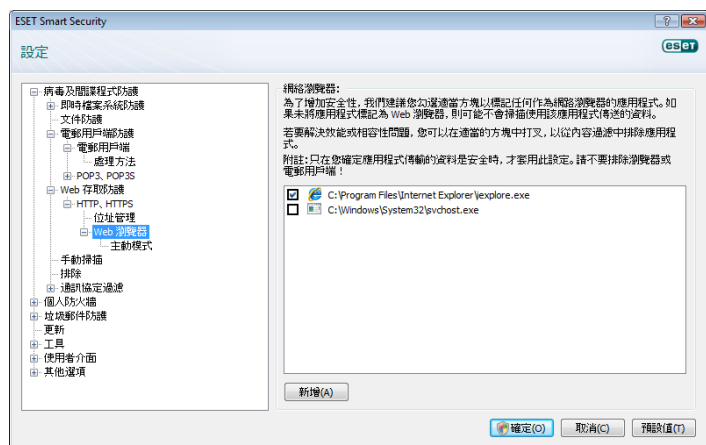 ESET Smart Security
設定
eset
病毒及間諜程式防護
即時檔案系統防護
文件防護
電郵用戶端防護
電郵用戶端
處理方法
POP3、POP3S
Web 存取防護
HTTP、HTTPS
位址管理
Web 瀏覽器
主動模式
手動掃描
排除
通訊協定過濾
個人防火牆
垃圾郵件防護
更新
工具
使用者介面
其他選項
網絡瀏覽器:
為了增加安全性，我們建議您勾選適當方塊以標記任何作為網路瀏覽器的應用程式。如
果未將應用程式標記為 Web 瀏覽器，則可能不會掃描使用該應用程式傳送的資料。
若要解決效能或相容性問題，您可以在適當的方塊中打叉，以從內容過濾中排除應用程
式。
附註:只在您確定應用程式傳輸的資料是安全時，才套用此設定。請不要排除瀏覽器或
電郵用戶端！
C:\Program Files\Internet Explorer\iexplore.exe
C:\Windows\System32\svchost.exe
新增(A)
確定(O)
取消(C)
預設值(T)